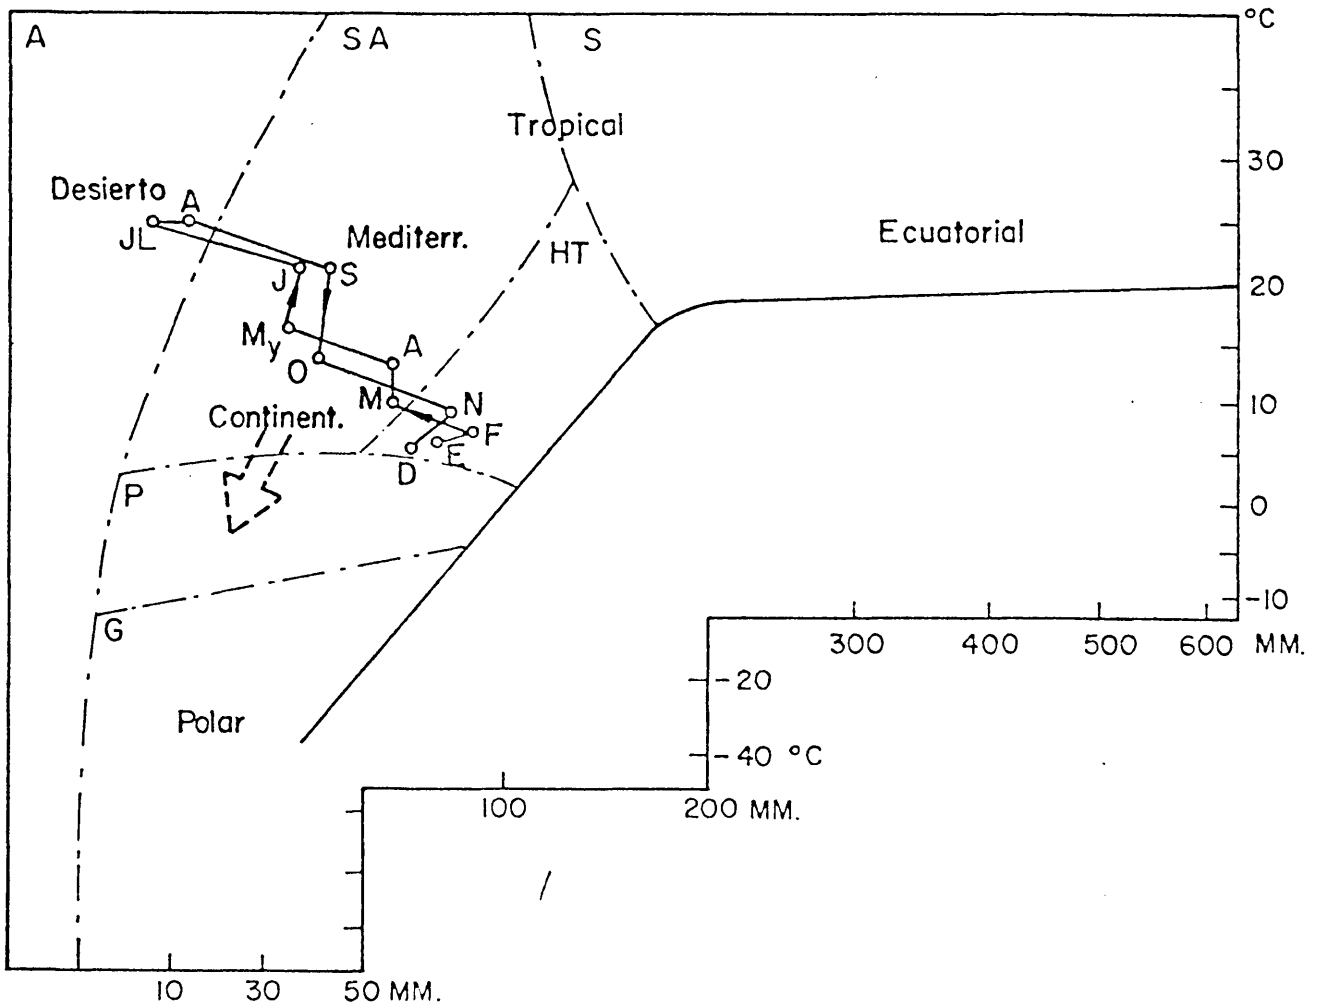 A
SA
S
°C
Tropical
30
Desierto
A
JL
Mediterr.
Ecuatorial
HT
J
S
20
My
O
A
M
N
10
Continent.
F
D
E
P
0
-10
G
300
400
500
600
MM.
-20
Polar
-40 °C
100
200 MM.
10
30
50 MM.